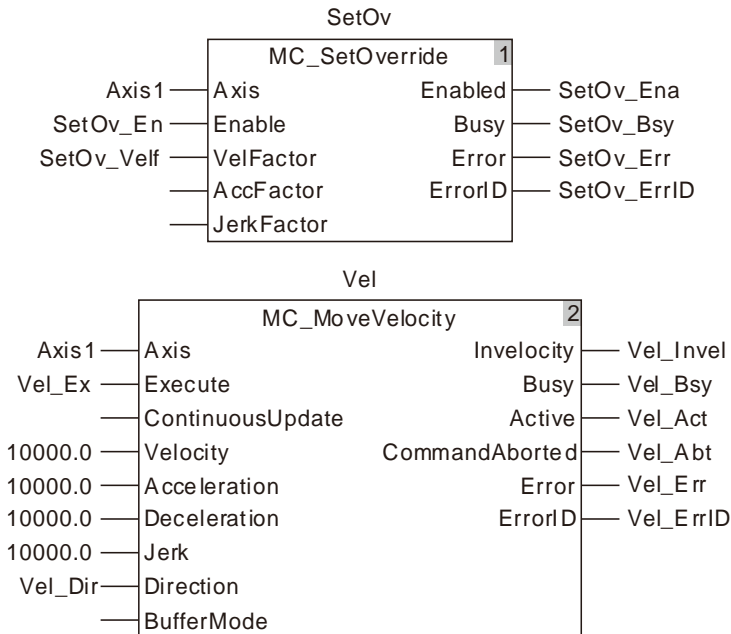 SetOv
MC_SetOverride 1
Axis1 Axis Enabled SetOv_Ena
SetOv_En Enable Busy SetOv_Bsy
SetOv_Velf VelFactor Error SetOv_Err
AccFactor ErrorID SetOv_ErrID
JerkFactor
Vel
MC_MoveVelocity 2
Axis1 Axis Invelocity Vel_Invel
Vel_Ex Execute Busy Vel_Bsy
ContinuousUpdate Active Vel_Act
10000.0 Velocity CommandAborted Vel_Abt
10000.0 Acceleration Error Vel_Err
10000.0 Deceleration ErrorID Vel_ErrID
10000.0 Jerk
Vel_Dir Direction
BufferMode